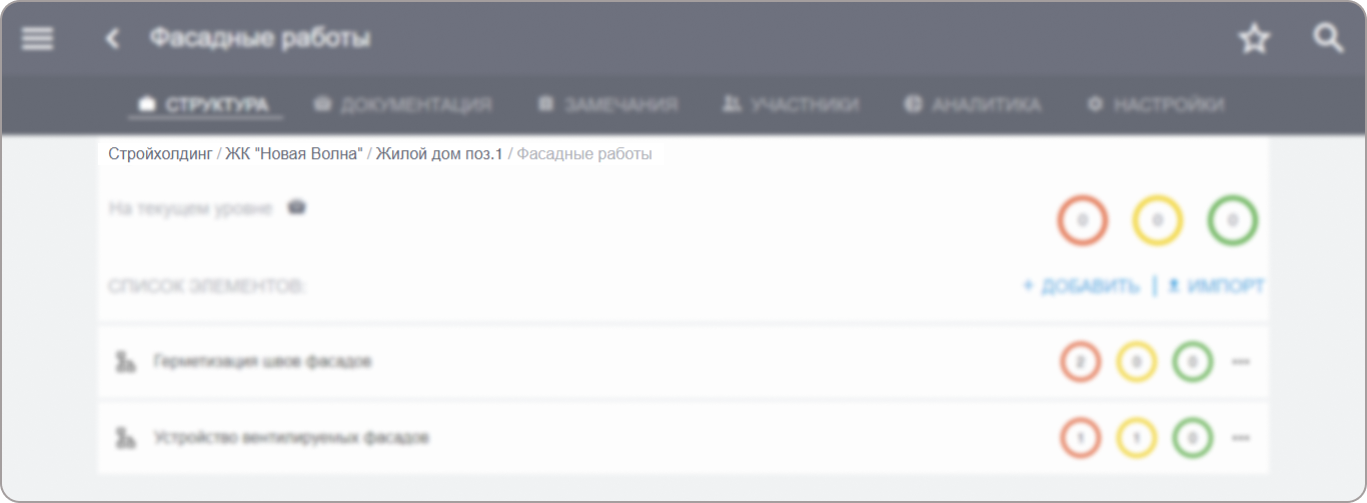 Фасадные работы
СТРУКТУРА ДОКУМЕНТАЦИЯ ЗАМЕЧАНИЯ УЧАСТНИКИ АНАЛИТИКА НАСТРОЙКИ
Стройхолдинг / ЖК "Новая Волна" / Жилой дом поз.1 / Фасадные работы
На текущем уровне 0 0 0
СПИСОК ЭЛЕМЕНТОВ: + ДОБАВИТЬ | ИМПОРТ
Герметизация швов фасадов 2 0 0
Устройство вентилируемых фасадов 1 1 0